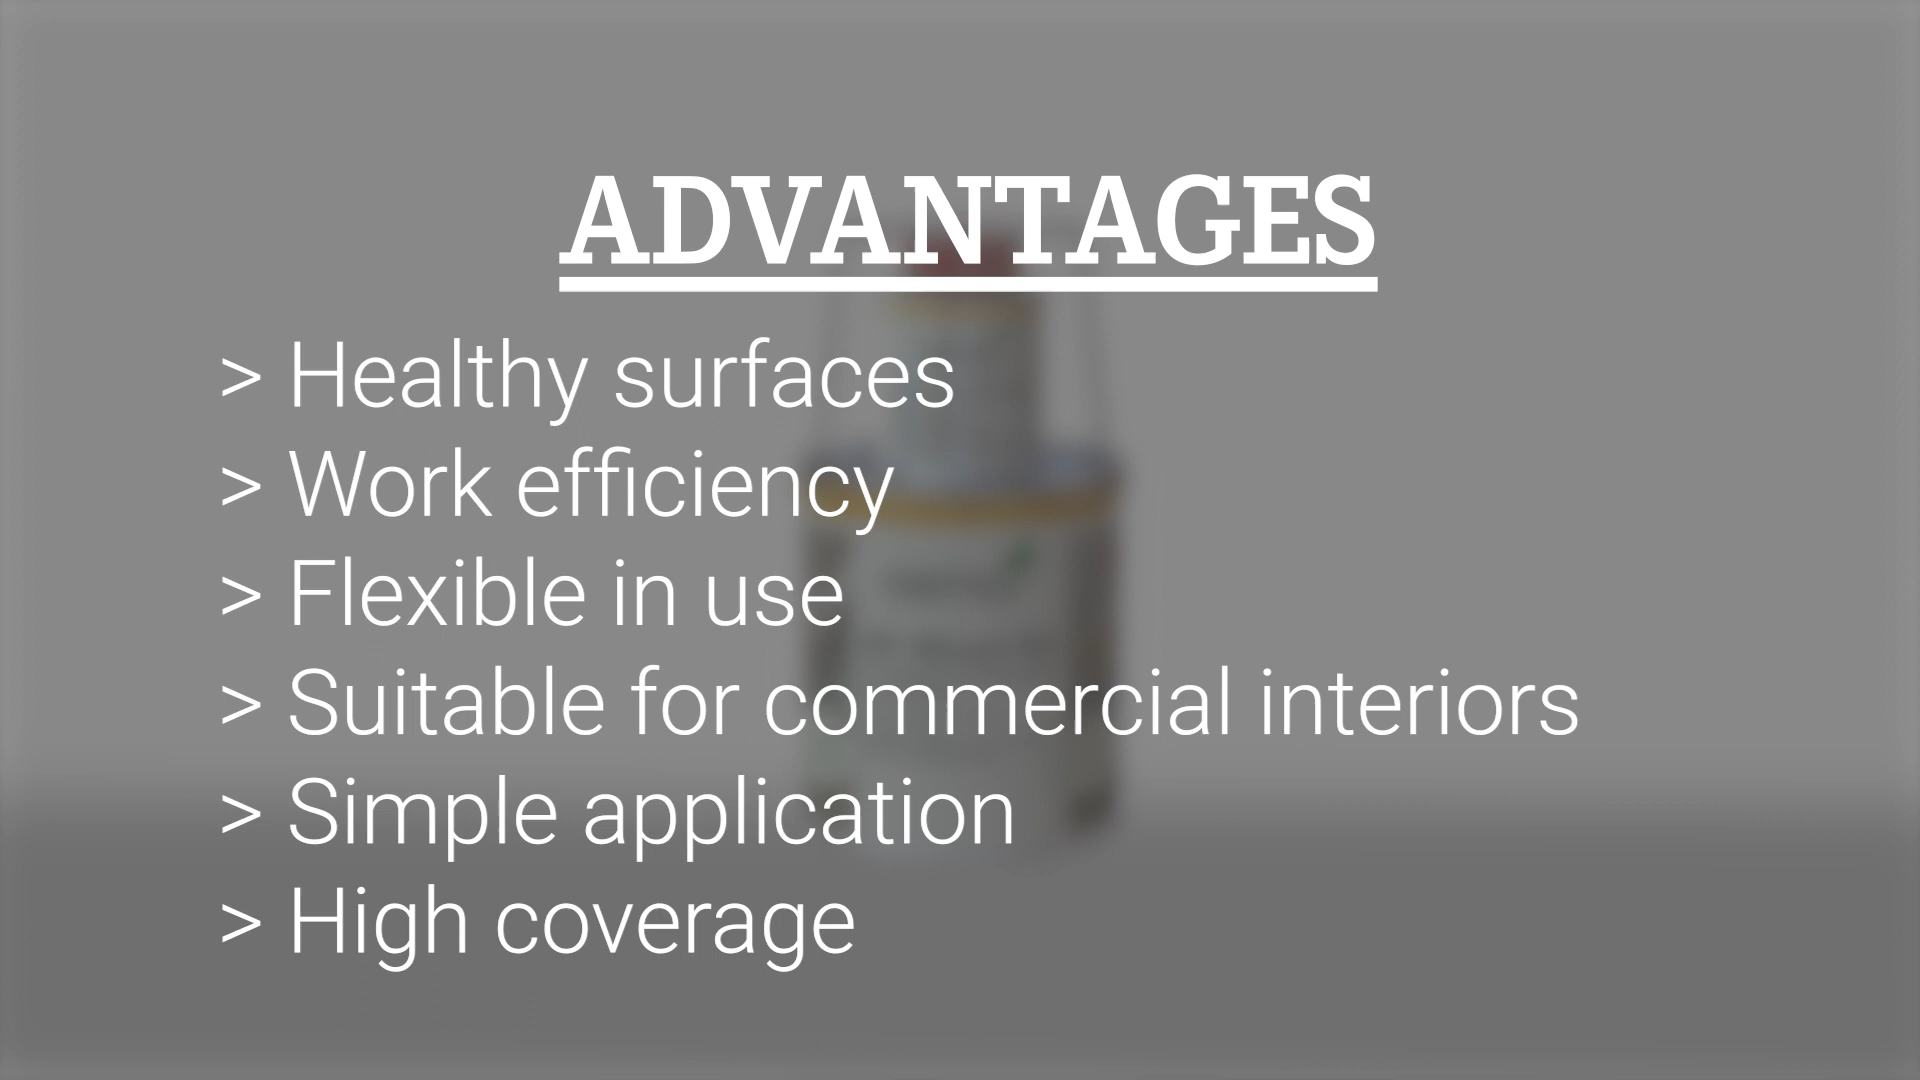 ADVANTAGES
> Healthy surfaces
> Work efficiency
> Flexible in use
> Suitable for commercial interiors
> Simple application
> High coverage